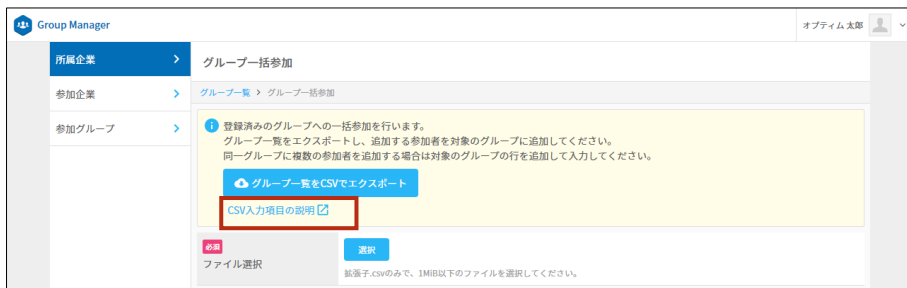 Group Manager
オプティム 太郎
所属企業
グループ一括参加
参加企業
グループ一覧 > グループ一括参加
参加グループ
登録済みのグループへの一括参加を行います。
グループ一覧をエクスポートし、追加する参加者を対象のグループに追加してください。
同一グループに複数の参加者を追加する場合は対象のグループの行を追加して入力してください。
グループ一覧をCSVでエクスポート
CSV入力項目の説明
必須
ファイル選択
選択
拡張子.csvのみで、1MiB以下のファイルを選択してください。